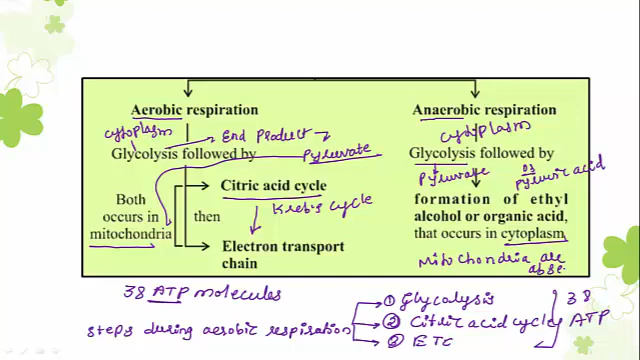 Aerobic respiration
cytoplasm
End Product →
Glycolysis followed by
Pyruvate
Both
occurs in
mitochondria
then
Citric acid cycle
Kreb's cycle
Electron transport
chain
Anaerobic respiration
cytoplasm
Glycolysis followed by
Pyruvate
or
pyruvic acid
formation of ethyl
alcohol or organic acid,
that occurs in cytoplasm
Mitochondria are
abse.
38 ATP molecules
steps during aerobic respiration
① Glycolysis
② Citric acid cycle
③ ETC
38
ATP